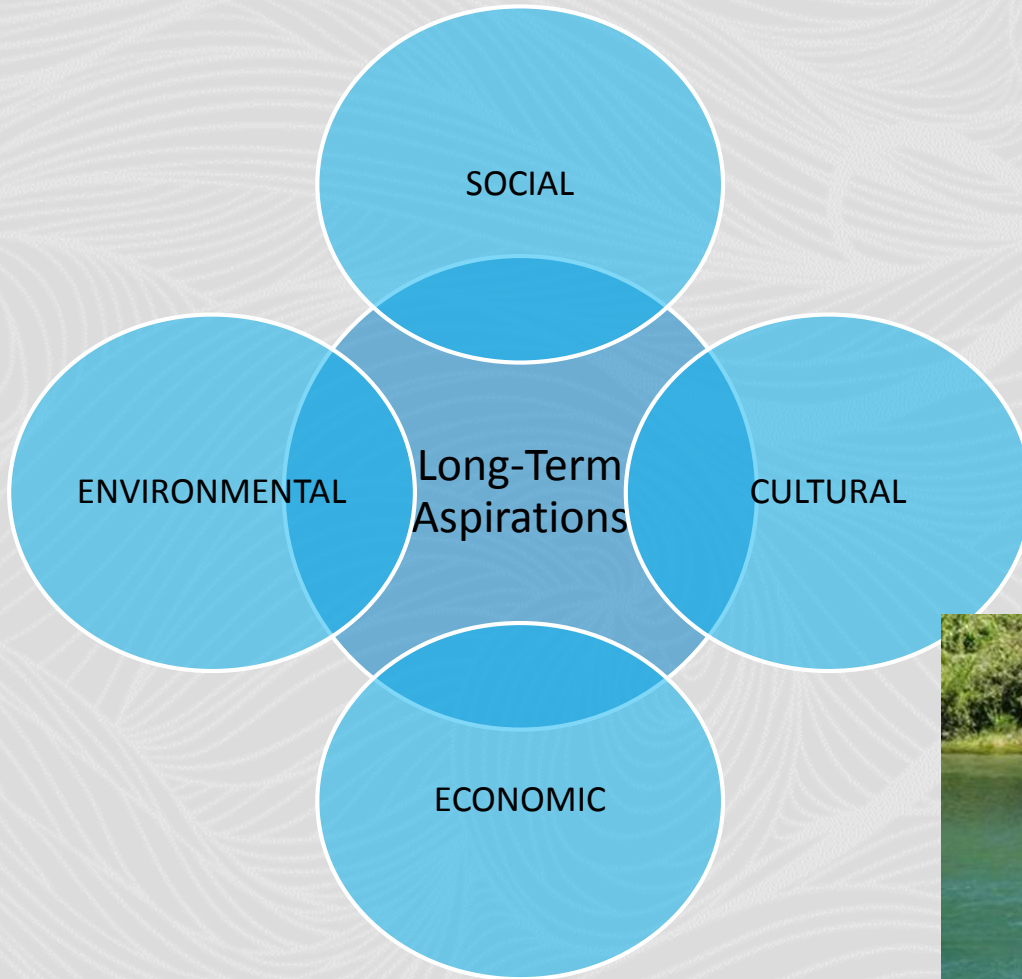 SOCIAL
ENVIRONMENTAL
Long-Term
Aspirations
CULTURAL
ECONOMIC